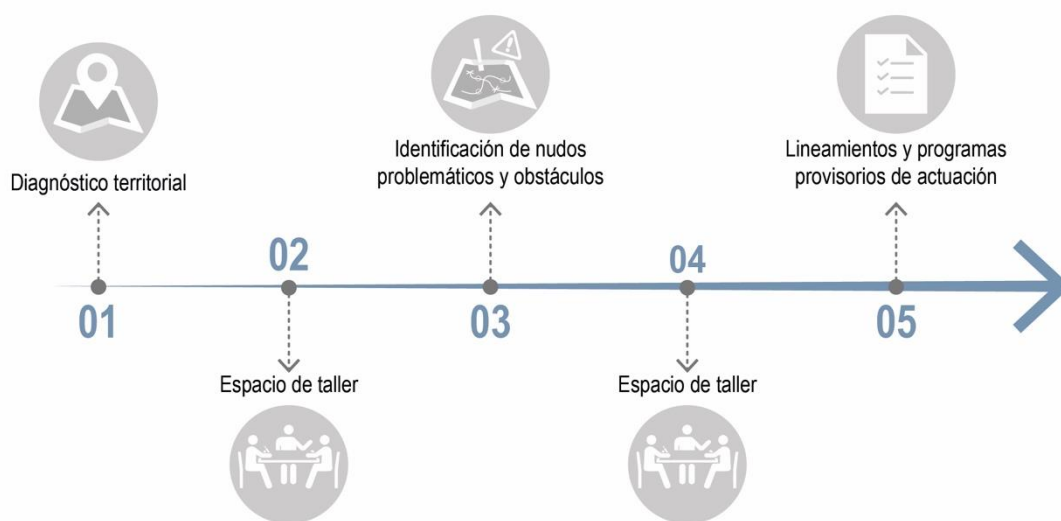 Diagnóstico territorial
01
02
Espacio de taller
Identificación de nudos
problemáticos y obstáculos
03
04
Espacio de taller
Lineamientos y programas
provisorios de actuación
05